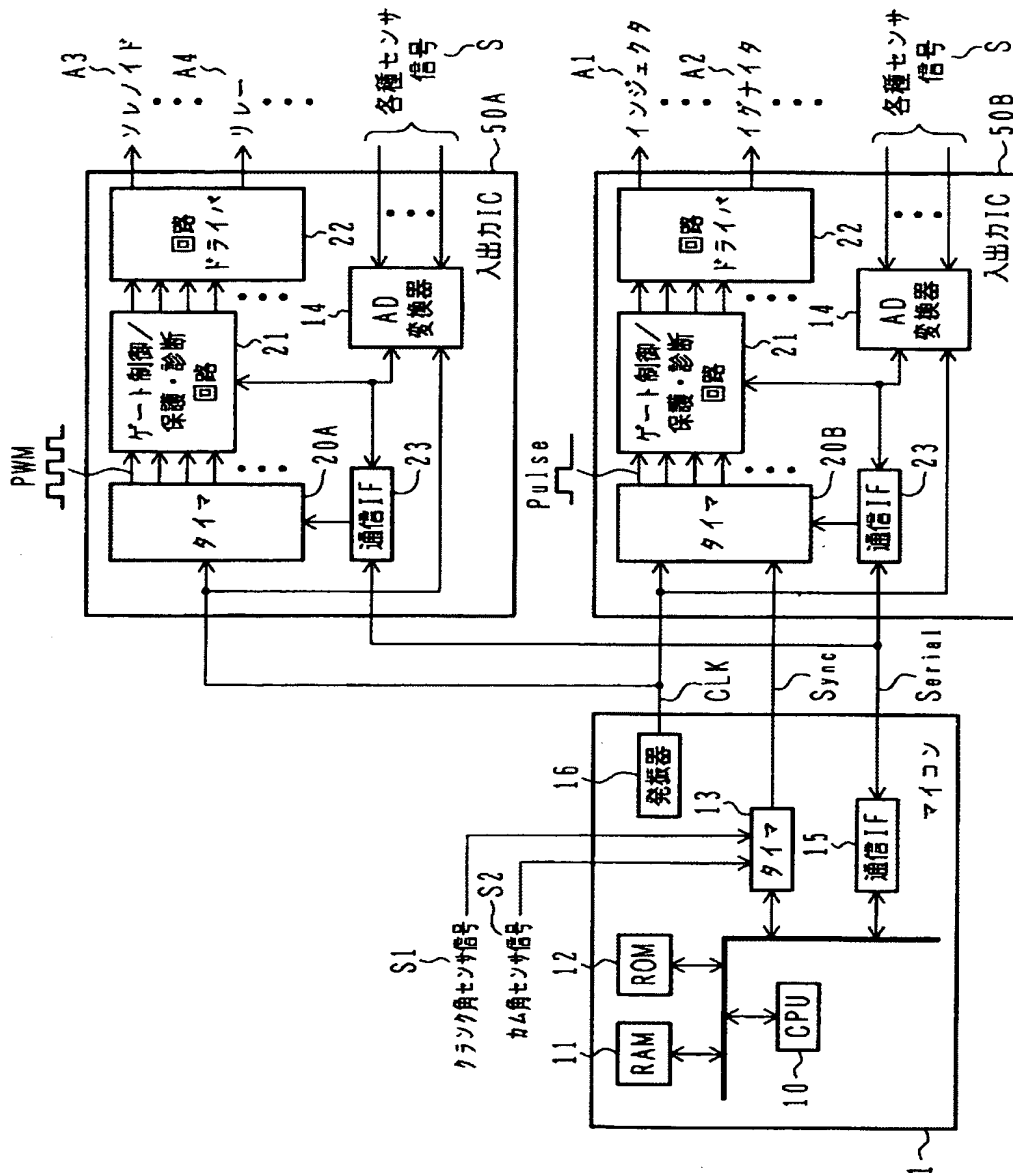 A3
ソレノイド
A4
リレー
各種センサ
信号
S
50A
PWM
ゲート制御/
保護・診断
回路
21
回路
ドライバ
22
タイマ
20A
通信IF
23
14
AD
変換器
入出力IC
A1
インジェクタ
A2
イグナイタ
各種センサ
信号
S
50B
Pulse
ゲート制御/
保護・診断
回路
21
回路
ドライバ
22
タイマ
20B
通信IF
23
14
AD
変換器
入出力IC
CLK
Sync
Serial
S1
クランク角センサ信号
S2
カム角センサ信号
16
発振器
13
タイマ
15
通信IF
マイコン
11
RAM
12
ROM
10
CPU
1